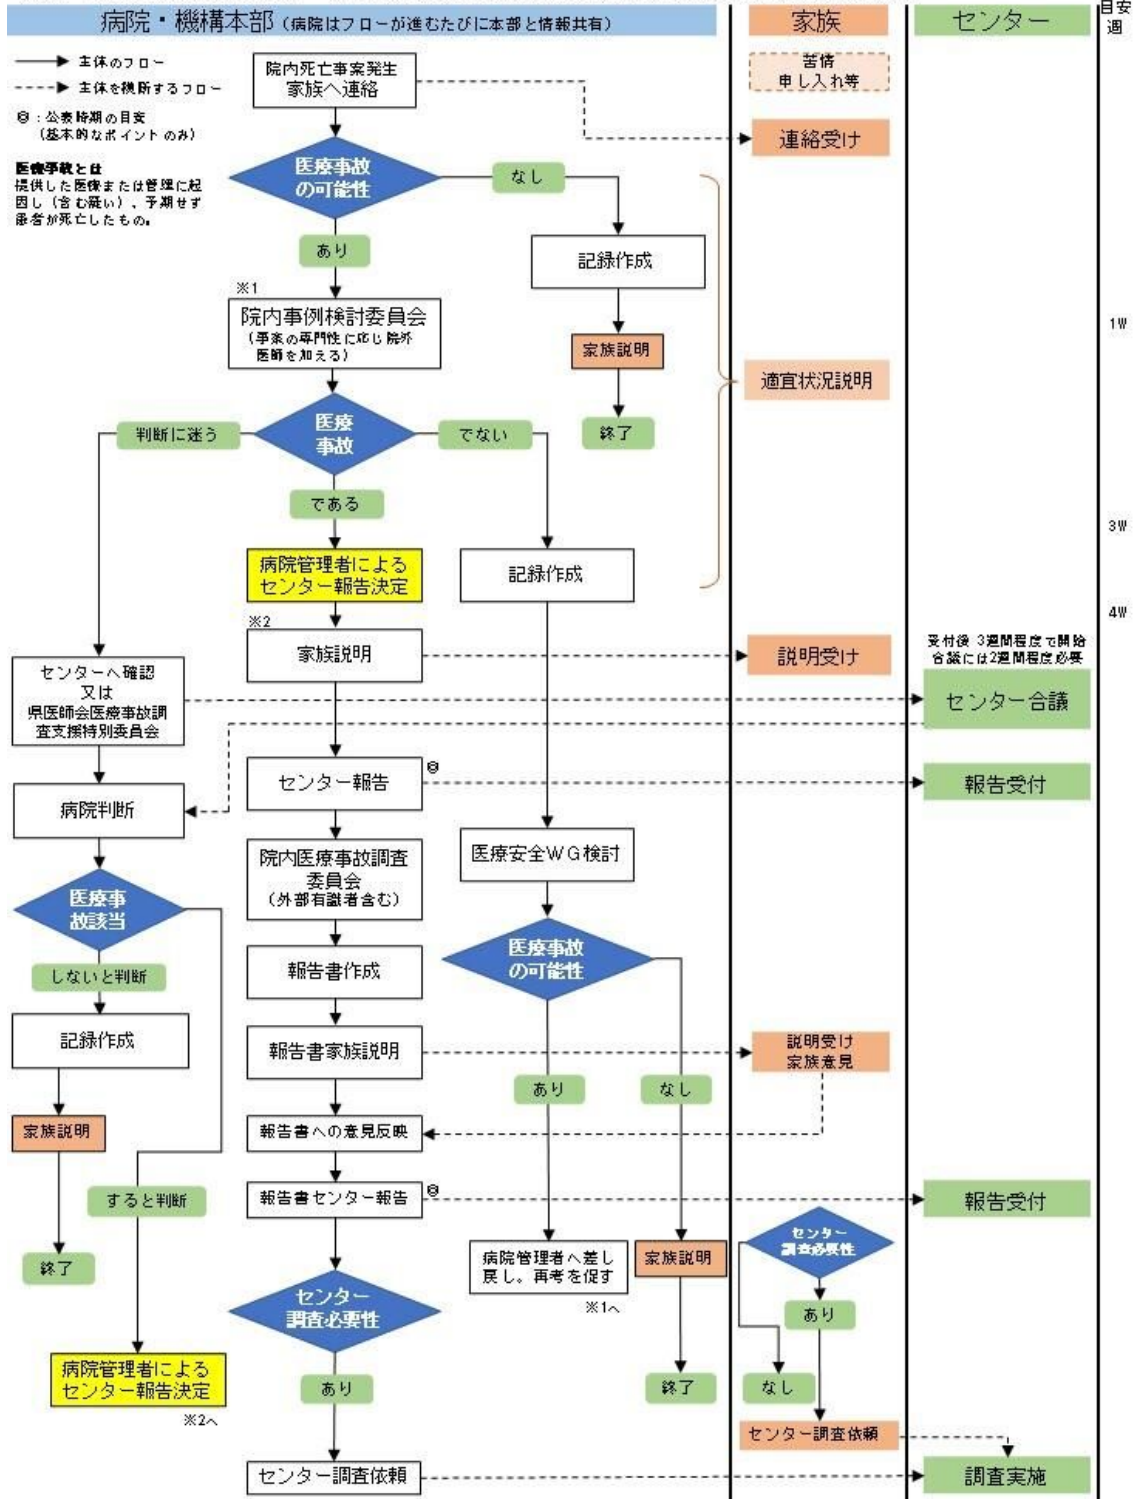 病院・機構本部（病院はフローが進むたびに本部と情報共有）
家族
センター
目安
週
主体のフロー
主体を横断するフロー
◎：公表時期の目安
（基本的なポイントのみ）
医療事故とは
提供した医療または管理に起
因し（含む疑い）、予期せず
患者が死亡したもの。
院内死亡事案発生
家族へ連絡
苦情
申し入れ等
連絡受け
医療事故
の可能性
なし
あり
記録作成
※1
院内事例検討委員会
（事案の専門性に応じ院外
医師を加える）
1W
家族説明
適宜状況説明
終了
医療
事故
判断に迷う
でない
である
3W
病院管理者による
センター報告決定
記録作成
4W
※2
家族説明
説明受け
受付後 3週間程度で開始
合議には2週間程度必要
センター合議
センターへ確認
又は
県医師会医療事故調
査支援特別委員会
センター報告
◎
報告受付
病院判断
院内医療事故調査
委員会
（外部有識者含む）
医療安全WG検討
医療事
故該当
医療事故
の可能性
しないと判断
報告書作成
記録作成
報告書家族説明
説明受け
家族意見
あり
なし
家族説明
報告書への意見反映
すると判断
報告書センター報告
◎
報告受付
終了
センター
調査必要性
病院管理者へ差し
戻し。再考を促す
※1へ
家族説明
センター
調査必要性
あり
なし
病院管理者による
センター報告決定
※2へ
あり
終了
センター調査依頼
センター調査依頼
調査実施